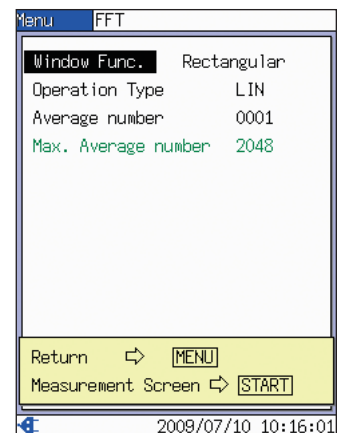 Menu FFT
Window Func. Rectangular
Operation Type LIN
Average number 0001
Max. Average number 2048
Return ⇨ MENU
Measurement Screen ⇨ START
2009/07/10 10:16:01